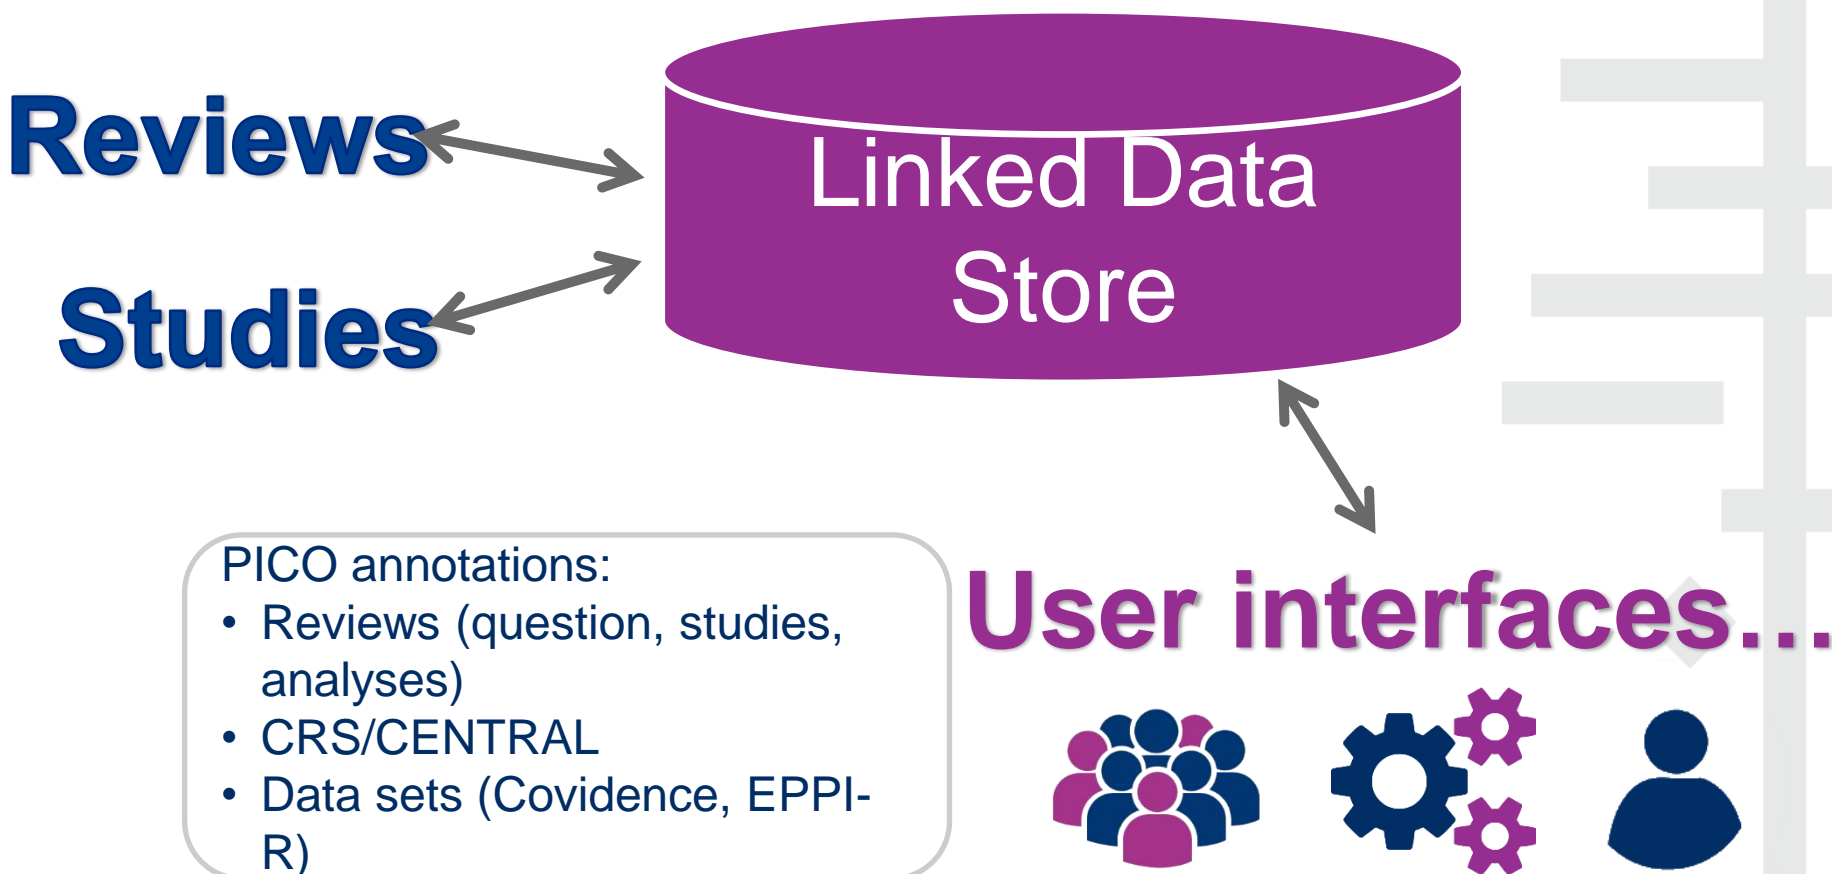 Reviews
Linked Data
Store
Studies
PICO annotations:
• Reviews (question, studies,
analyses)
• CRS/CENTRAL
• Data sets (Covidence, EPPI-
R)
User interfaces...